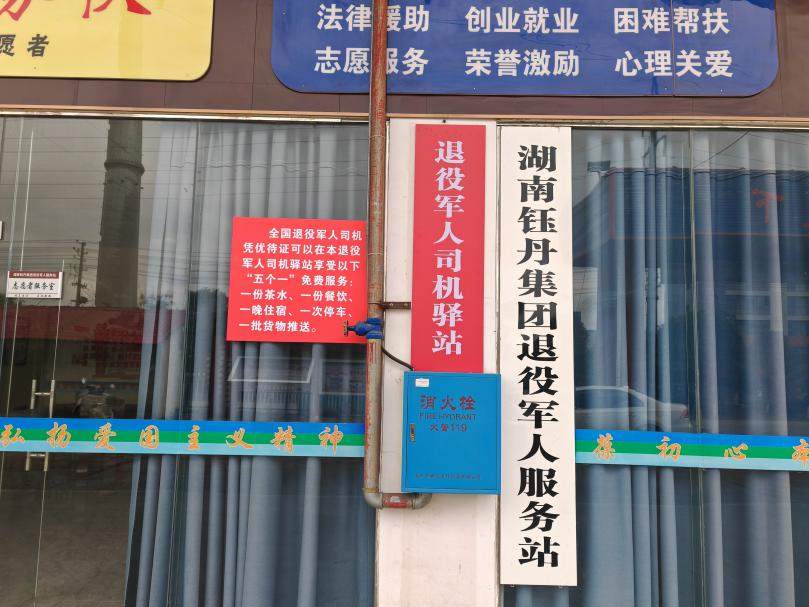 愿者
法律援助 创业就业 困难帮扶
志愿服务 荣誉激励 心理关爱
全国退役军人司机
凭优待证可以在本退役
军人司机驿站享受以下
“五个一”免费服务：
一份茶水、一份餐饮、
一晚住宿、一次停车、
一批货物推送。
退役军人司机驿站
湖南钰丹集团退役军人服务站
志愿者服务室
消火栓
FIRE HYDRANT
火警119
弘扬爱国主义精神
葆初心本